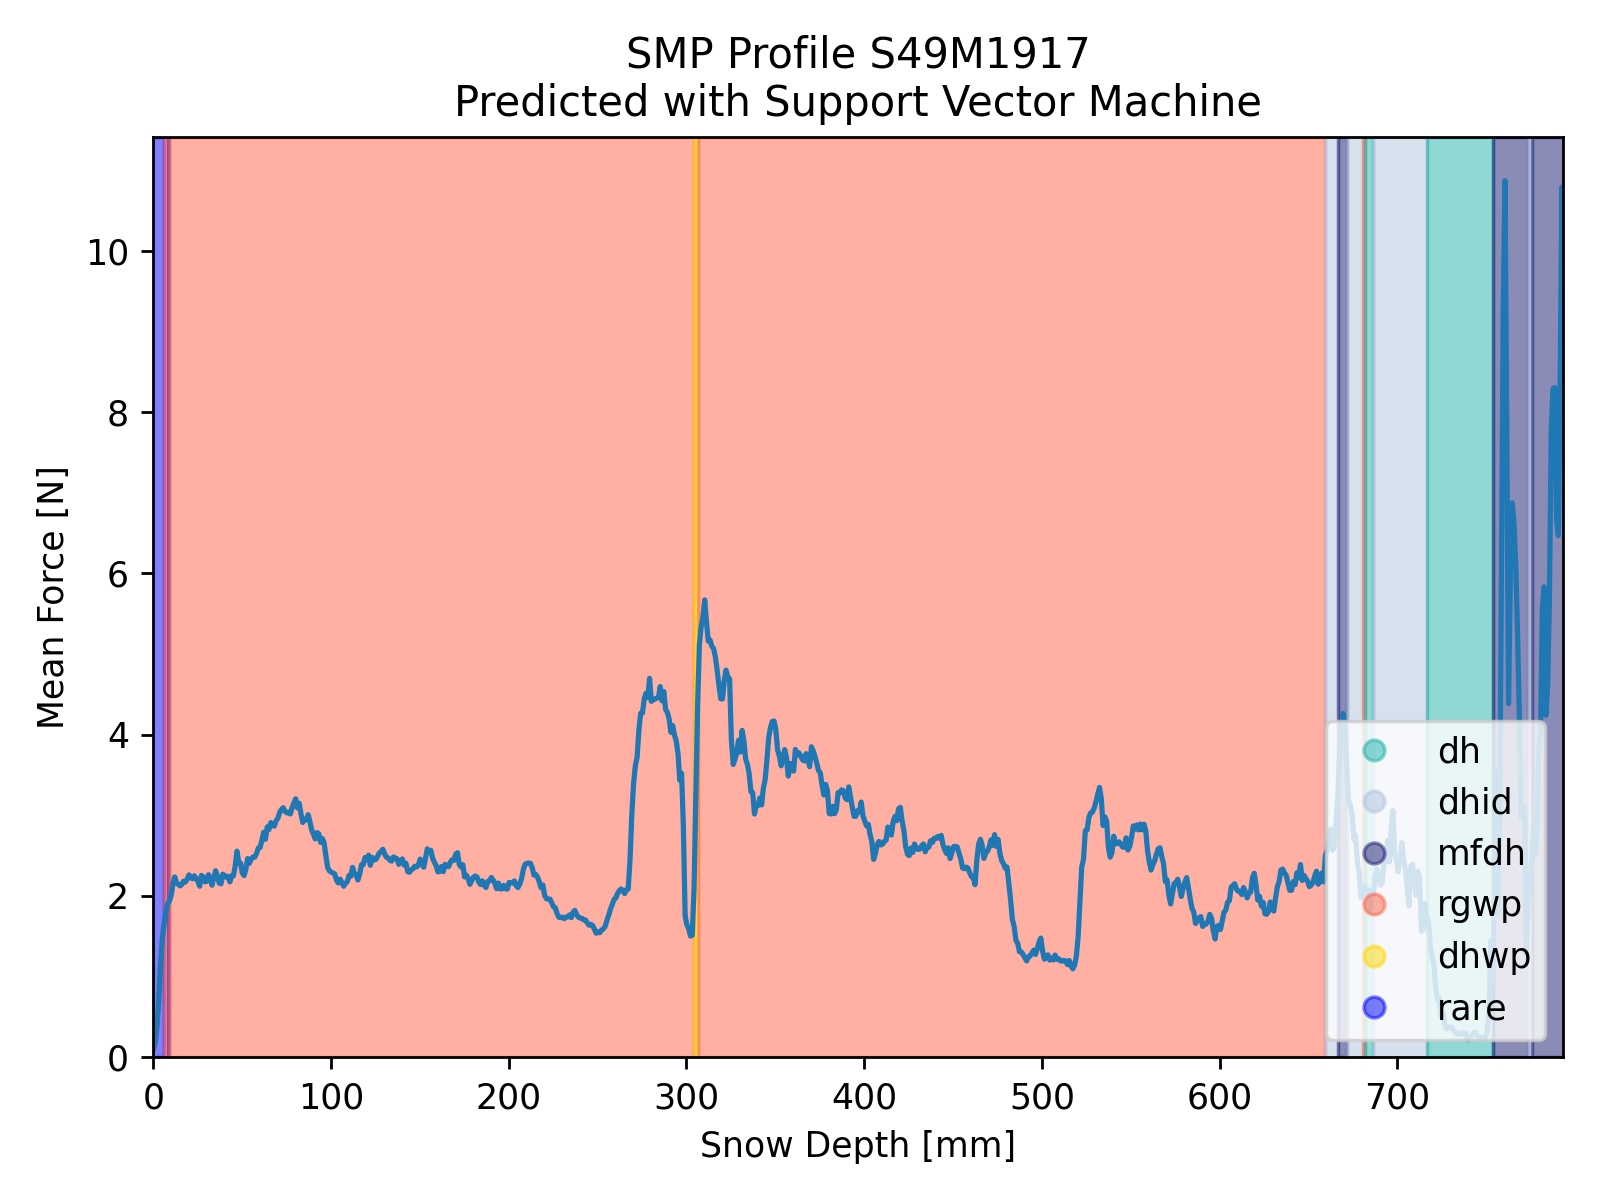 SMP Profile S49M1917
Predicted with Support Vector Machine
Mean Force [N]
10
8
6
4
2
0
0 100 200 300 400 500 600 700
Snow Depth [mm]
dh
dhid
mfdh
rgwp
dhwp
rare